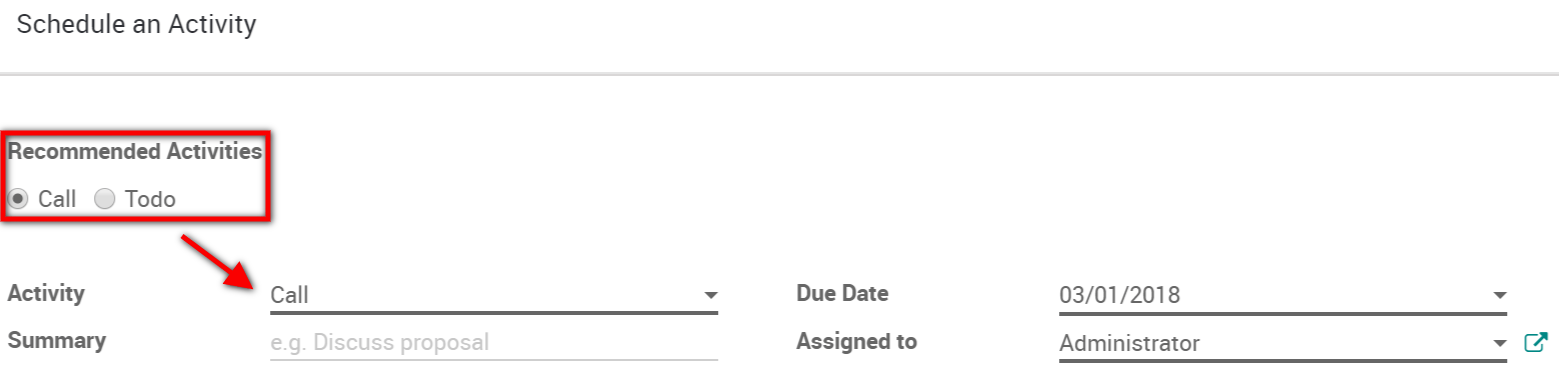 Schedule an Activity
Recommended Activities
Call Todo
Activity Call Due Date 03/01/2018
Summary e.g. Discuss proposal Assigned to Administrator